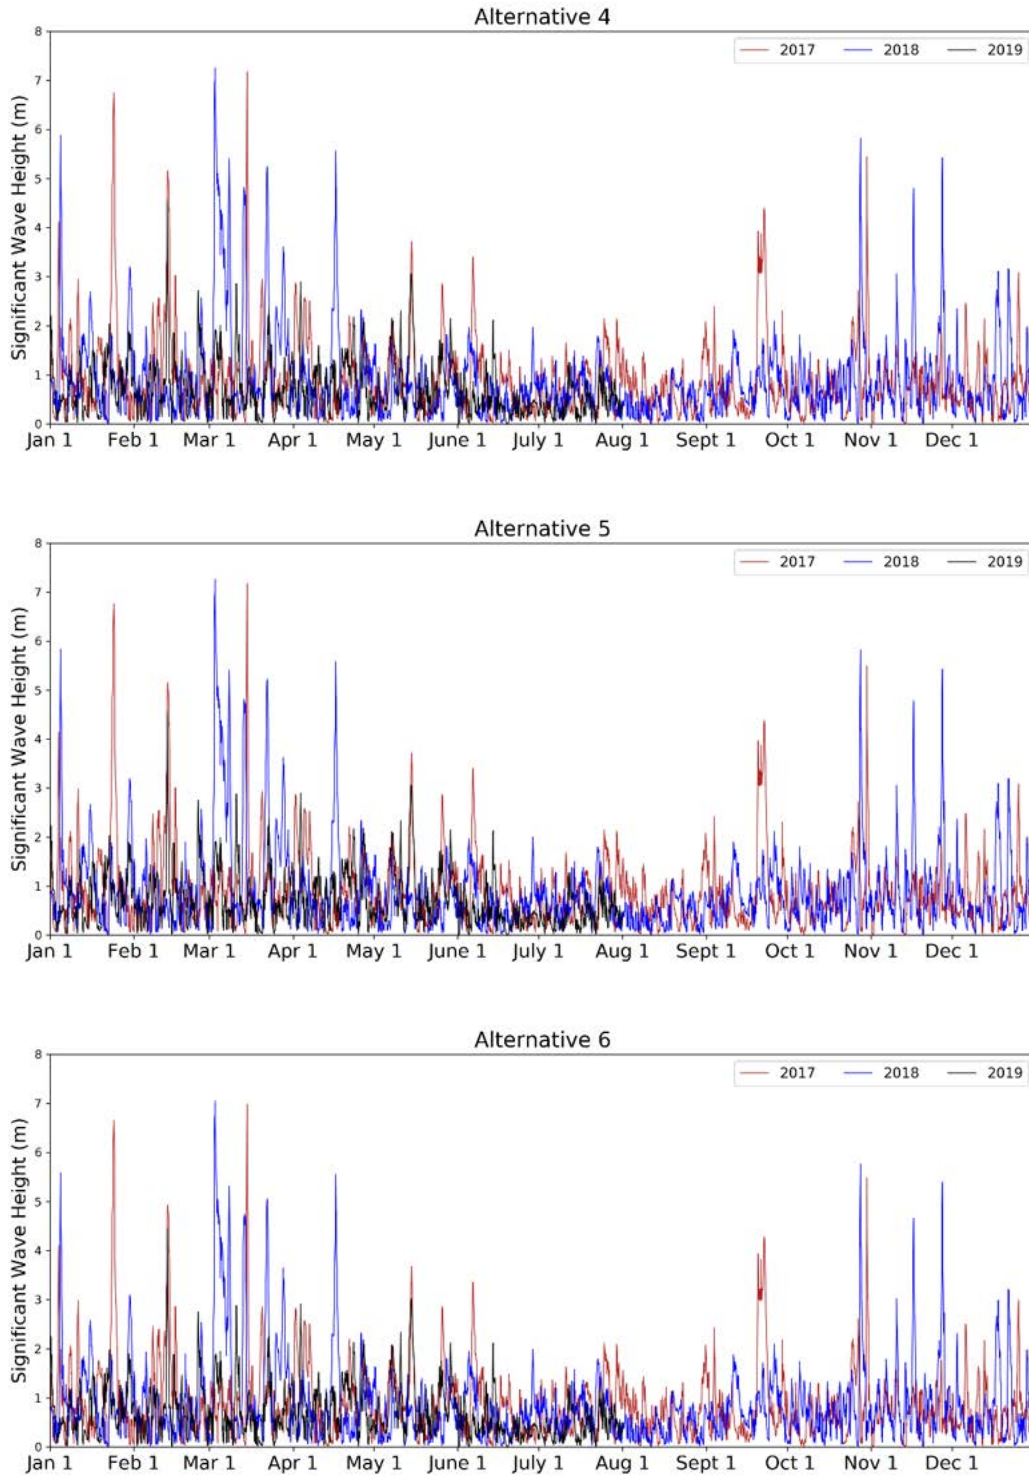 Alternative 4
Significant Wave Height (m)
8
7
6
5
4
3
2
1
0
2017 2018 2019
Jan 1 Feb 1 Mar 1 Apr 1 May 1 June 1 July 1 Aug 1 Sept 1 Oct 1 Nov 1 Dec 1
Alternative 5
Significant Wave Height (m)
8
7
6
5
4
3
2
1
0
2017 2018 2019
Jan 1 Feb 1 Mar 1 Apr 1 May 1 June 1 July 1 Aug 1 Sept 1 Oct 1 Nov 1 Dec 1
Alternative 6
Significant Wave Height (m)
8
7
6
5
4
3
2
1
0
2017 2018 2019
Jan 1 Feb 1 Mar 1 Apr 1 May 1 June 1 July 1 Aug 1 Sept 1 Oct 1 Nov 1 Dec 1